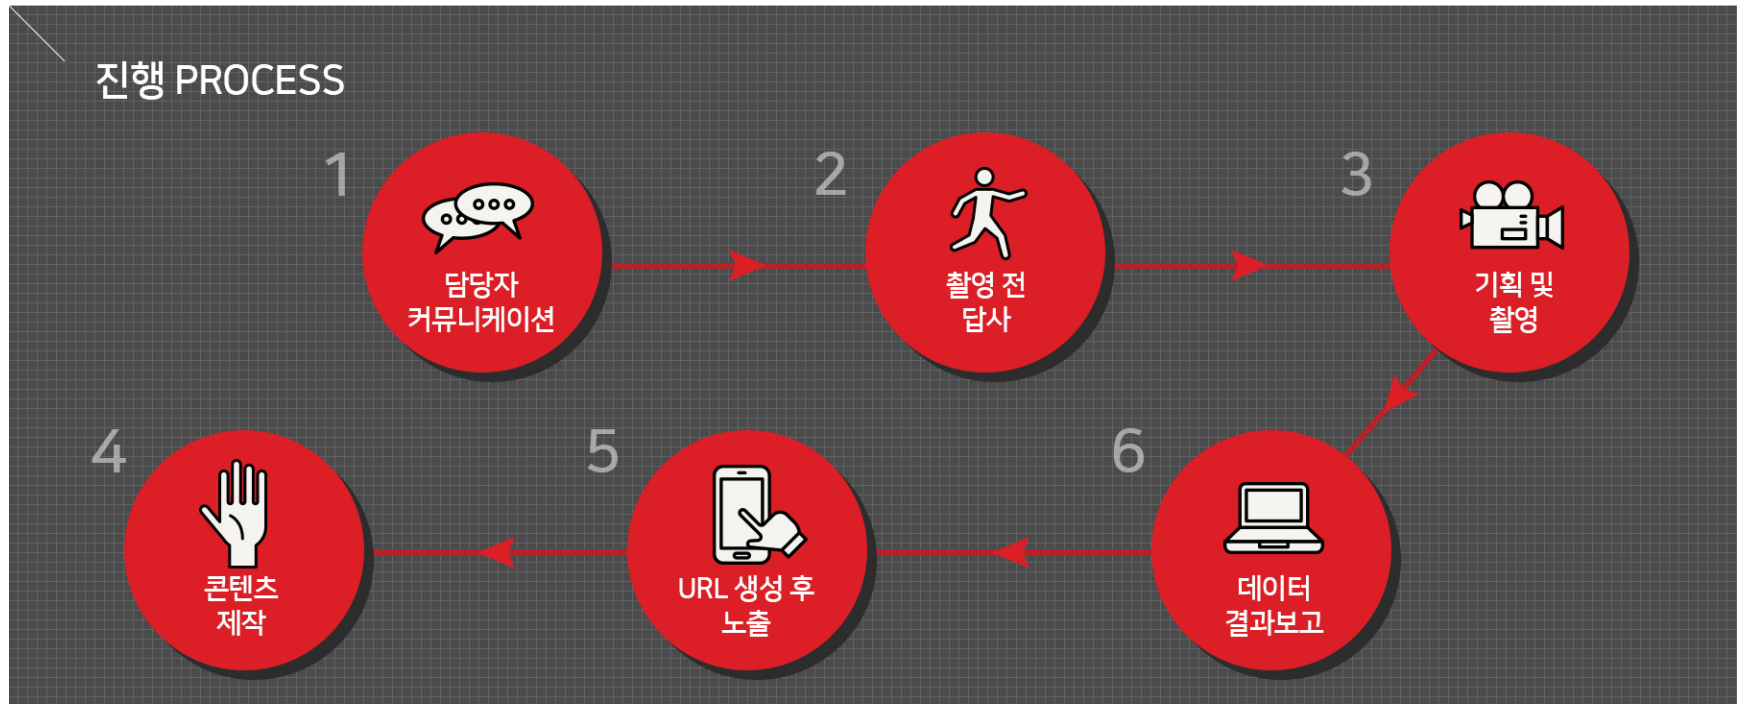 진행 PROCESS
1
담당자
커뮤니케이션
2
촬영 전
답사
3
기획 및
촬영
4
콘텐츠
제작
5
URL 생성 후
노출
6
데이터
결과보고